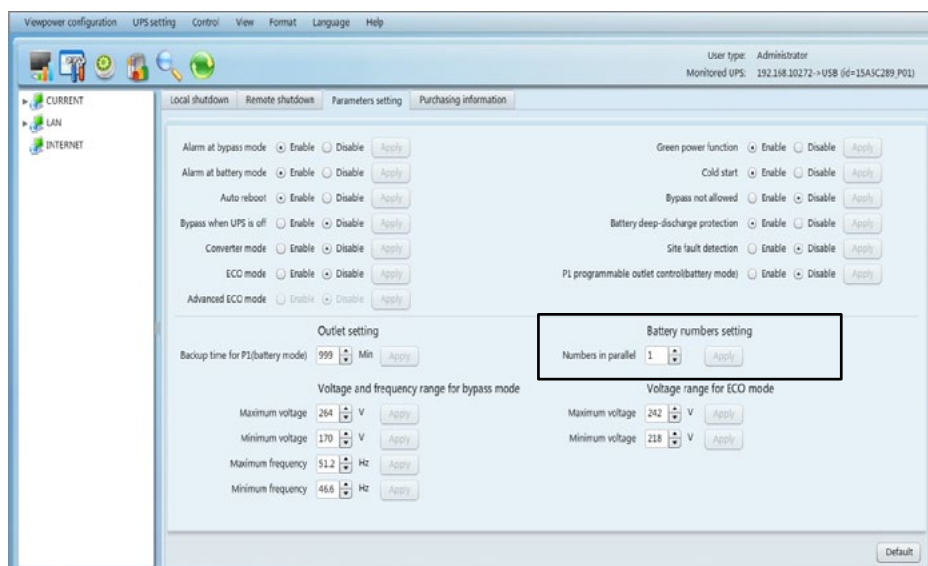 Viewpower configuration UPS setting Control View Format Language Help
User type: Administrator
Monitored UPS: 192.168.10272->USB (id=15A5C289_P01)
CURRENT
LAN
INTERNET
Local shutdown Remote shutdown Parameters setting Purchasing information
Alarm at bypass mode Enable Disable Apply Green power function Enable Disable Apply
Alarm at battery mode Enable Disable Apply Cold start Enable Disable Apply
Auto reboot Enable Disable Apply Bypass not allowed Enable Disable Apply
Bypass when UPS is off Enable Disable Apply Battery deep-discharge protection Enable Disable Apply
Converter mode Enable Disable Apply Site fault detection Enable Disable Apply
ECO mode Enable Disable Apply P1 programmable outlet control(battery mode) Enable Disable Apply
Advanced ECO mode Enable Disable Apply
Outlet setting Battery numbers setting
Backup time for P1(battery mode) 999 Min Apply Numbers in parallel 1 Apply
Voltage and frequency range for bypass mode Voltage range for ECO mode
Maximum voltage 264 V Apply Maximum voltage 242 V Apply
Minimum voltage 170 V Apply Minimum voltage 218 V Apply
Maximum frequency 51.2 Hz Apply
Minimum frequency 46.6 Hz Apply
Default